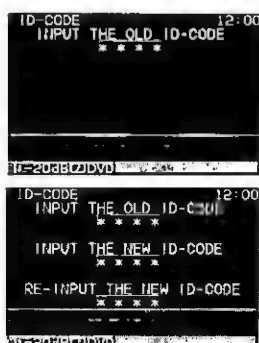 ID-CODE 12:00
INPUT THE OLD ID-CODE
* * * *
ID-CODE 12:00
INPUT THE OLD
* * * *
INPUT THE NEW ID-CODE
* * * *
RE-INPUT THE NEW ID-CODE
* * * *